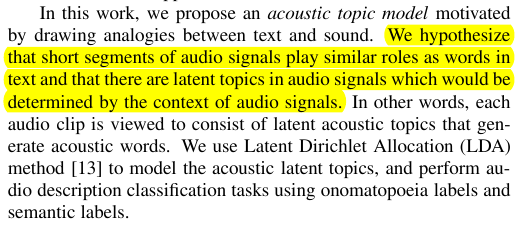 In this work, we propose an acoustic topic model motivated
by drawing analogies between text and sound. We hypothesize
that short segments of audio signals play similar roles as words in
text and that there are latent topics in audio signals which would be
determined by the context of audio signals. In other words, each
audio clip is viewed to consist of latent acoustic topics that gen-
erate acoustic words. We use Latent Dirichlet Allocation (LDA)
method [13] to model the acoustic latent topics, and perform au-
dio description classification tasks using onomatopoeia labels and
semantic labels.